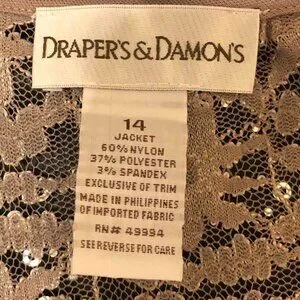 DRAPER'S & DAMON'S
14
JACKET
60% NYLON
37% POLYESTER
3% SPANDEX
EXCLUSIVE OF TRIM
MADE IN PHILIPPINES
OF IMPORTED FABRIC
RN# 49994
SEE REVERSE FOR CARE